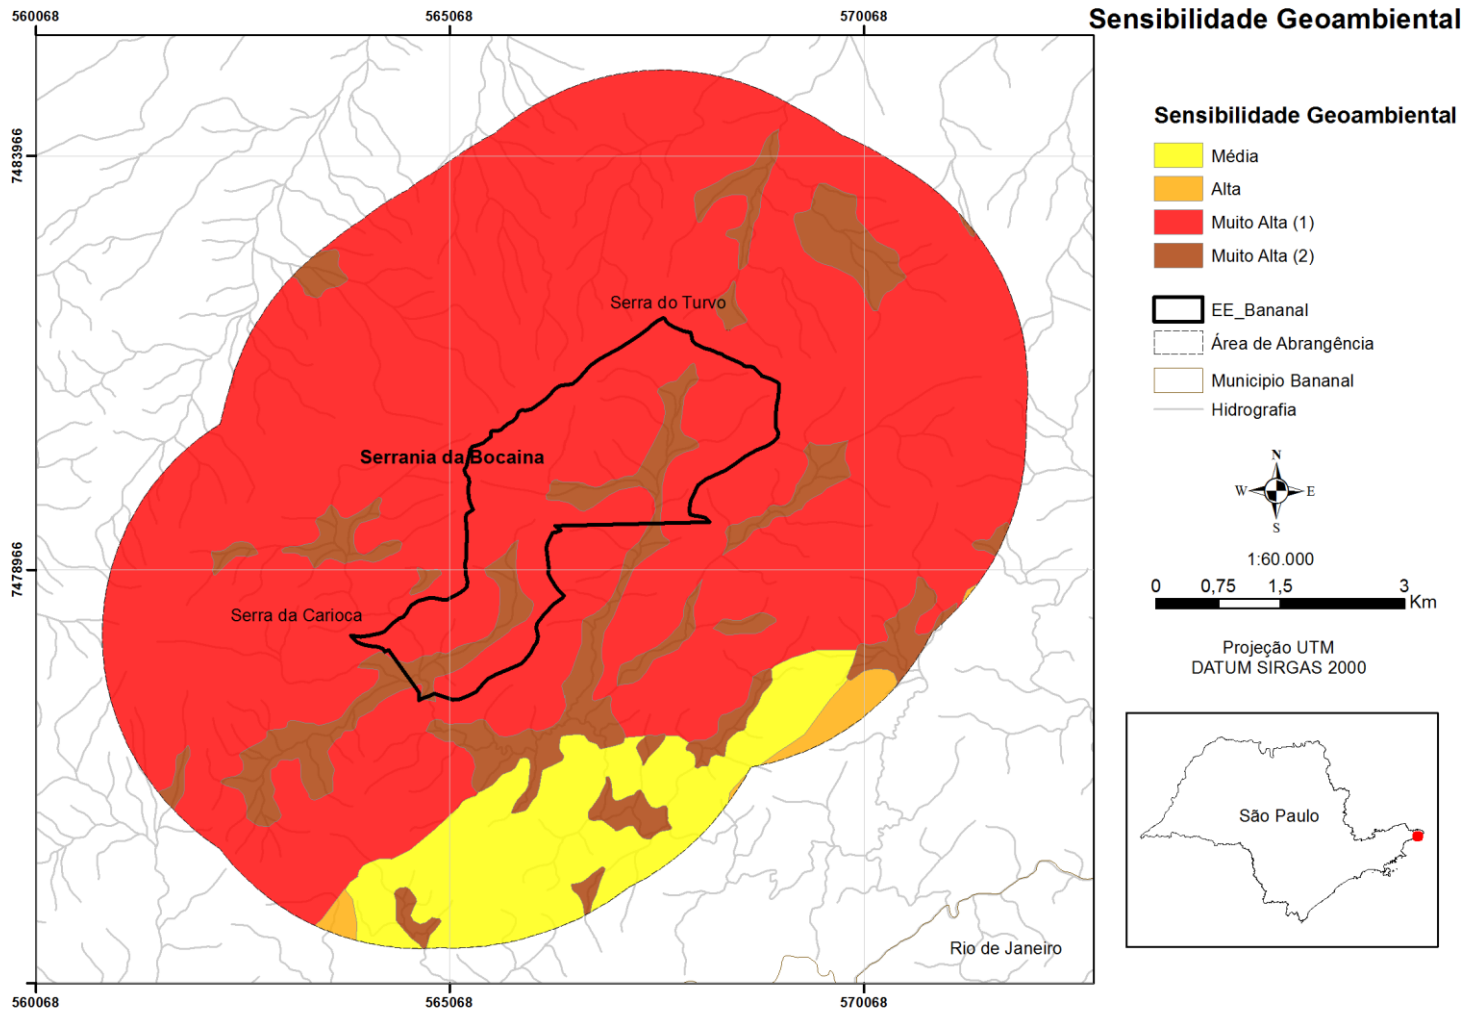 560068
565068
570068
Sensibilidade Geoambiental
7483966
7478966
Serra do Turvo
Serrania da Bocaina
Serra da Carioca
Rio de Janeiro
560068
565068
570068
Sensibilidade Geoambiental
Média
Alta
Muito Alta (1)
Muito Alta (2)
EE_Bananal
Área de Abrangência
Municipio Bananal
Hidrografia
N
W E
S
1:60.000
0 0,75 1,5 3
Km
Projeção UTM
DATUM SIRGAS 2000
São Paulo